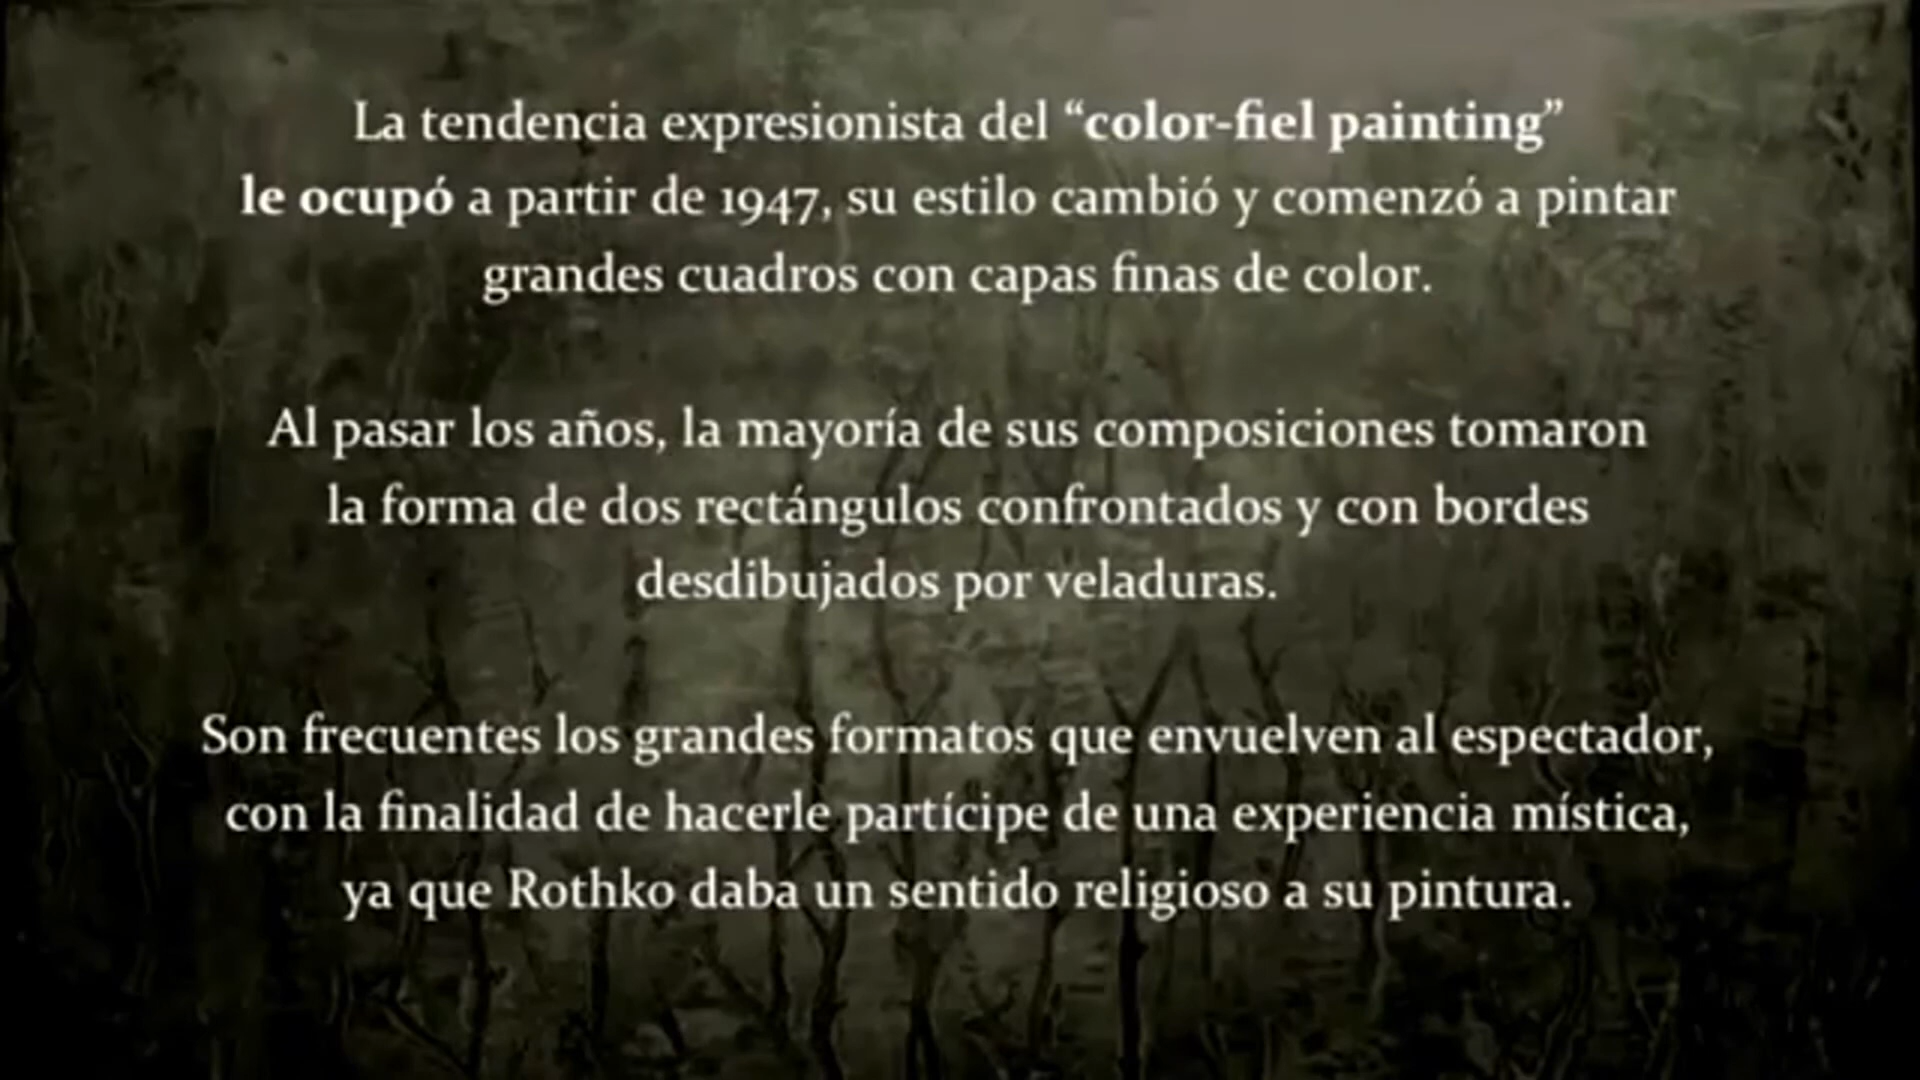 La tendencia expresionista del “color-fiel painting”
le ocupó a partir de 1947, su estilo cambió y comenzó a pintar
grandes cuadros con capas finas de color.
Al pasar los años, la mayoría de sus composiciones tomaron
la forma de dos rectángulos confrontados y con bordes
desdibujados por veladuras.
Son frecuentes los grandes formatos que envuelven al espectador,
con la finalidad de hacerle partícipe de una experiencia mística,
ya que Rothko daba un sentido religioso a su pintura.